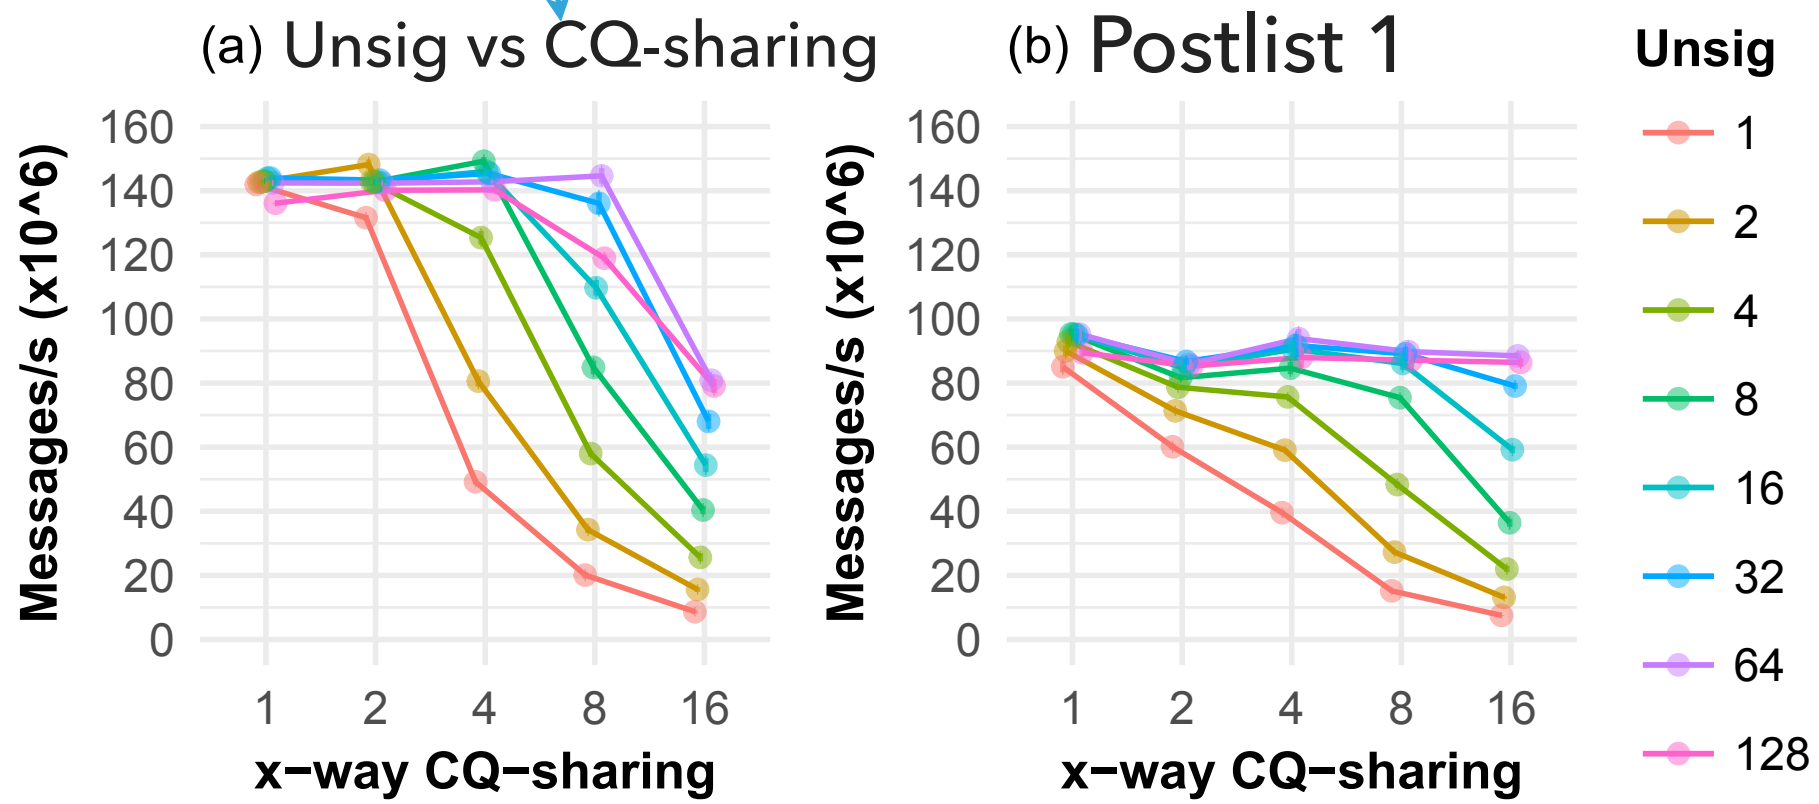 (a) Unsig vs CQ-sharing
160
140
120
100
80
60
40
20
0
Messages/s (x10^6)
1 2 4 8 16
x−way CQ−sharing
(b) Postlist 1
160
140
120
100
80
60
40
20
0
Messages/s (x10^6)
1 2 4 8 16
x−way CQ−sharing
Unsig
1
2
4
8
16
32
64
128